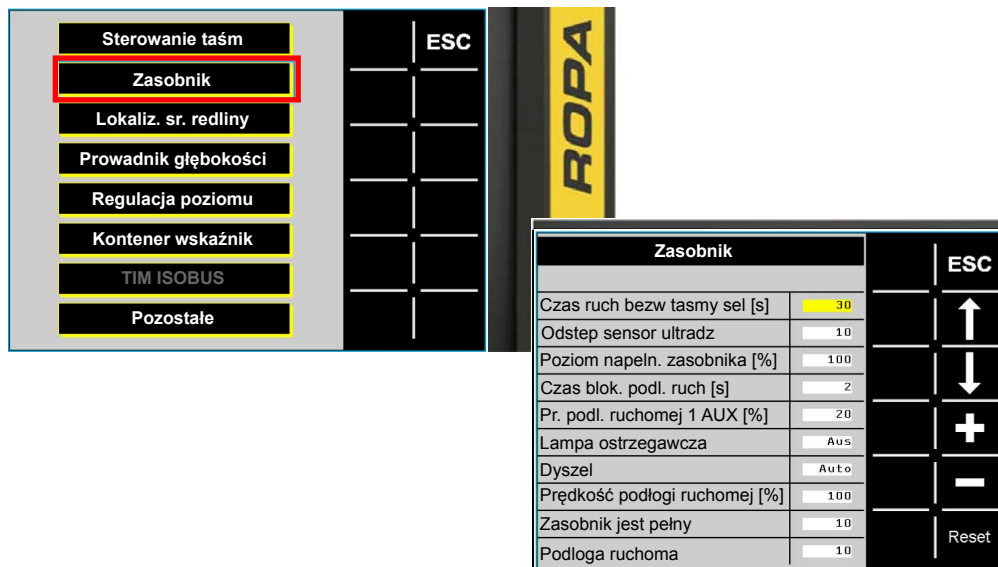 Sterowanie taśm
ESC
Zasobnik
Lokaliz. sr. redliny
Prowadnik głębokości
Regulacja poziomu
Kontener wskaźnik
TIM ISOBUS
Pozostałe
ROPA
Zasobnik
ESC
Czas ruch bezw tasmy sel [s] 30
Odstep sensor ultradz 10
Poziom napeln. zasobnika [%] 100
Czas blok. podl. ruch [s] 2
Pr. podl. ruchomej 1 AUX [%] 20
Lampa ostrzegawcza Aus
Dyszel Auto
Prędkość podłogi ruchomej [%] 100
Zasobnik jest pełny 10
Reset
Podloga ruchoma 10